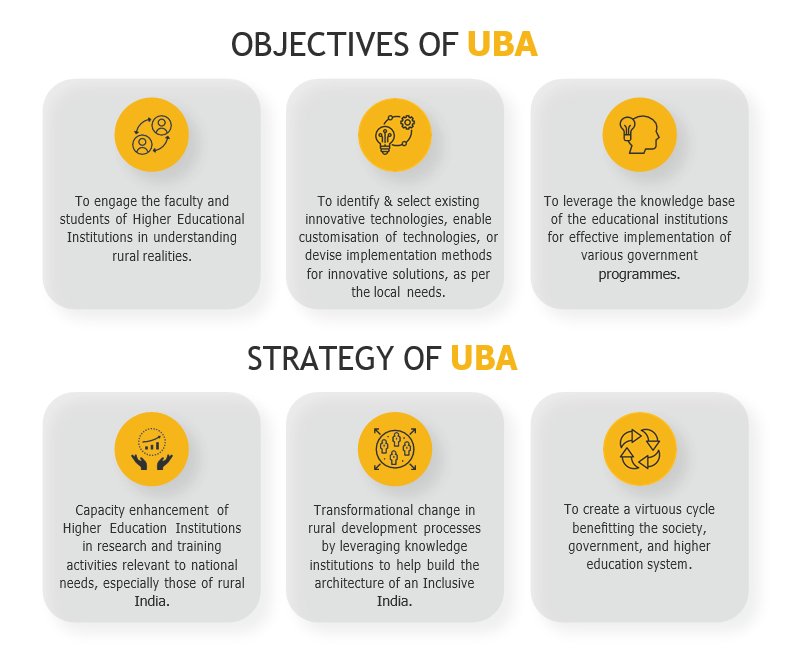 OBJECTIVES OF UBA
To engage the faculty and
students of Higher Educational
Institutions in understanding
rural realities.
To identify & select existing
innovative technologies, enable
customisation of technologies, or
devise implementation methods
for innovative solutions, as per
the local needs.
To leverage the knowledge base
of the educational institutions
for effective implementation of
various government
programmes.
STRATEGY OF UBA
Capacity enhancement of
Higher Education Institutions
in research and training
activities relevant to national
needs, especially those of rural
India.
Transformational change in
rural development processes
by leveraging knowledge
institutions to help build the
architecture of an Inclusive
India.
To create a virtuous cycle
benefitting the society,
government, and higher
education system.